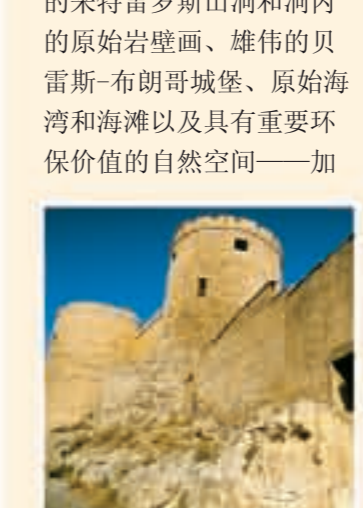 的莱特雷罗斯山洞和洞内
的原始岩壁画、雄伟的贝
雷斯-布朗哥城堡、原始海
湾和海滩以及具有重要环
保价值的自然空间——加